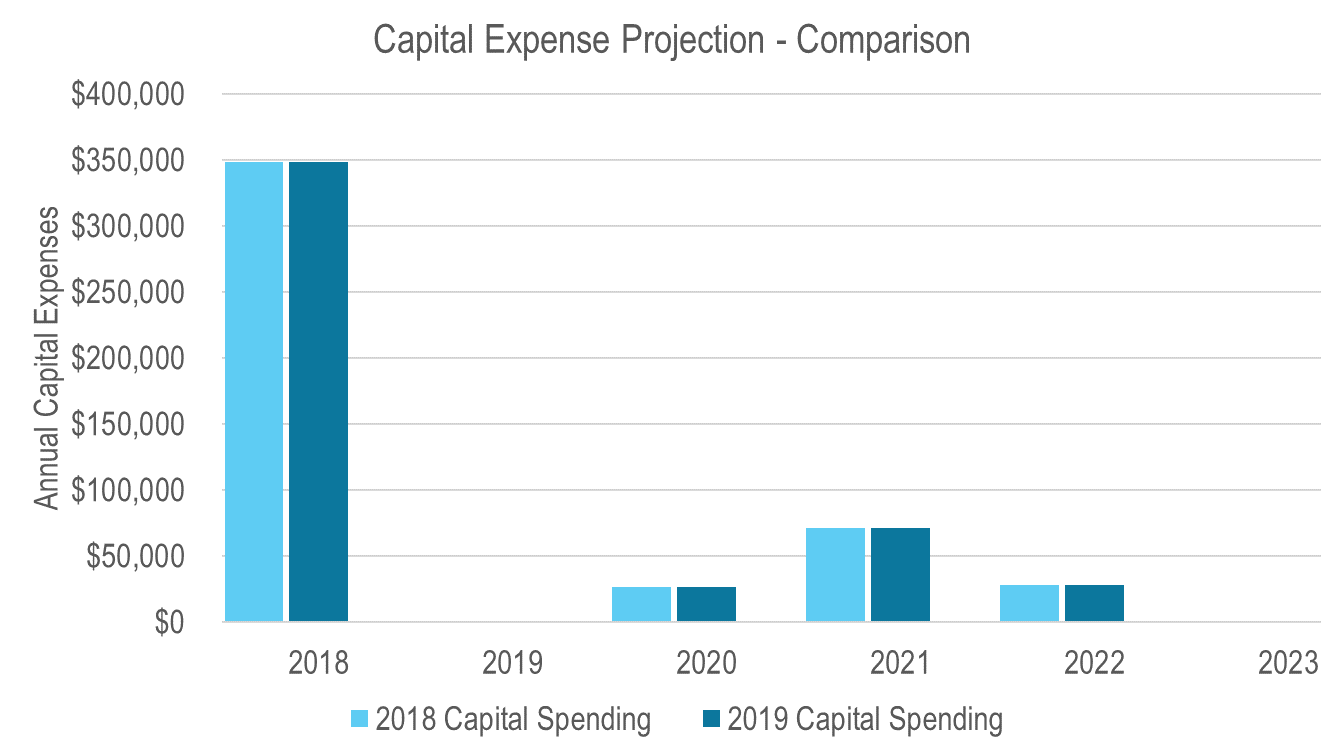 Capital Expense Projection - Comparison
Annual Capital Expenses
$400,000
$350,000
$300,000
$250,000
$200,000
$150,000
$100,000
$50,000
$0
2018 2019 2020 2021 2022 2023
2018 Capital Spending 2019 Capital Spending